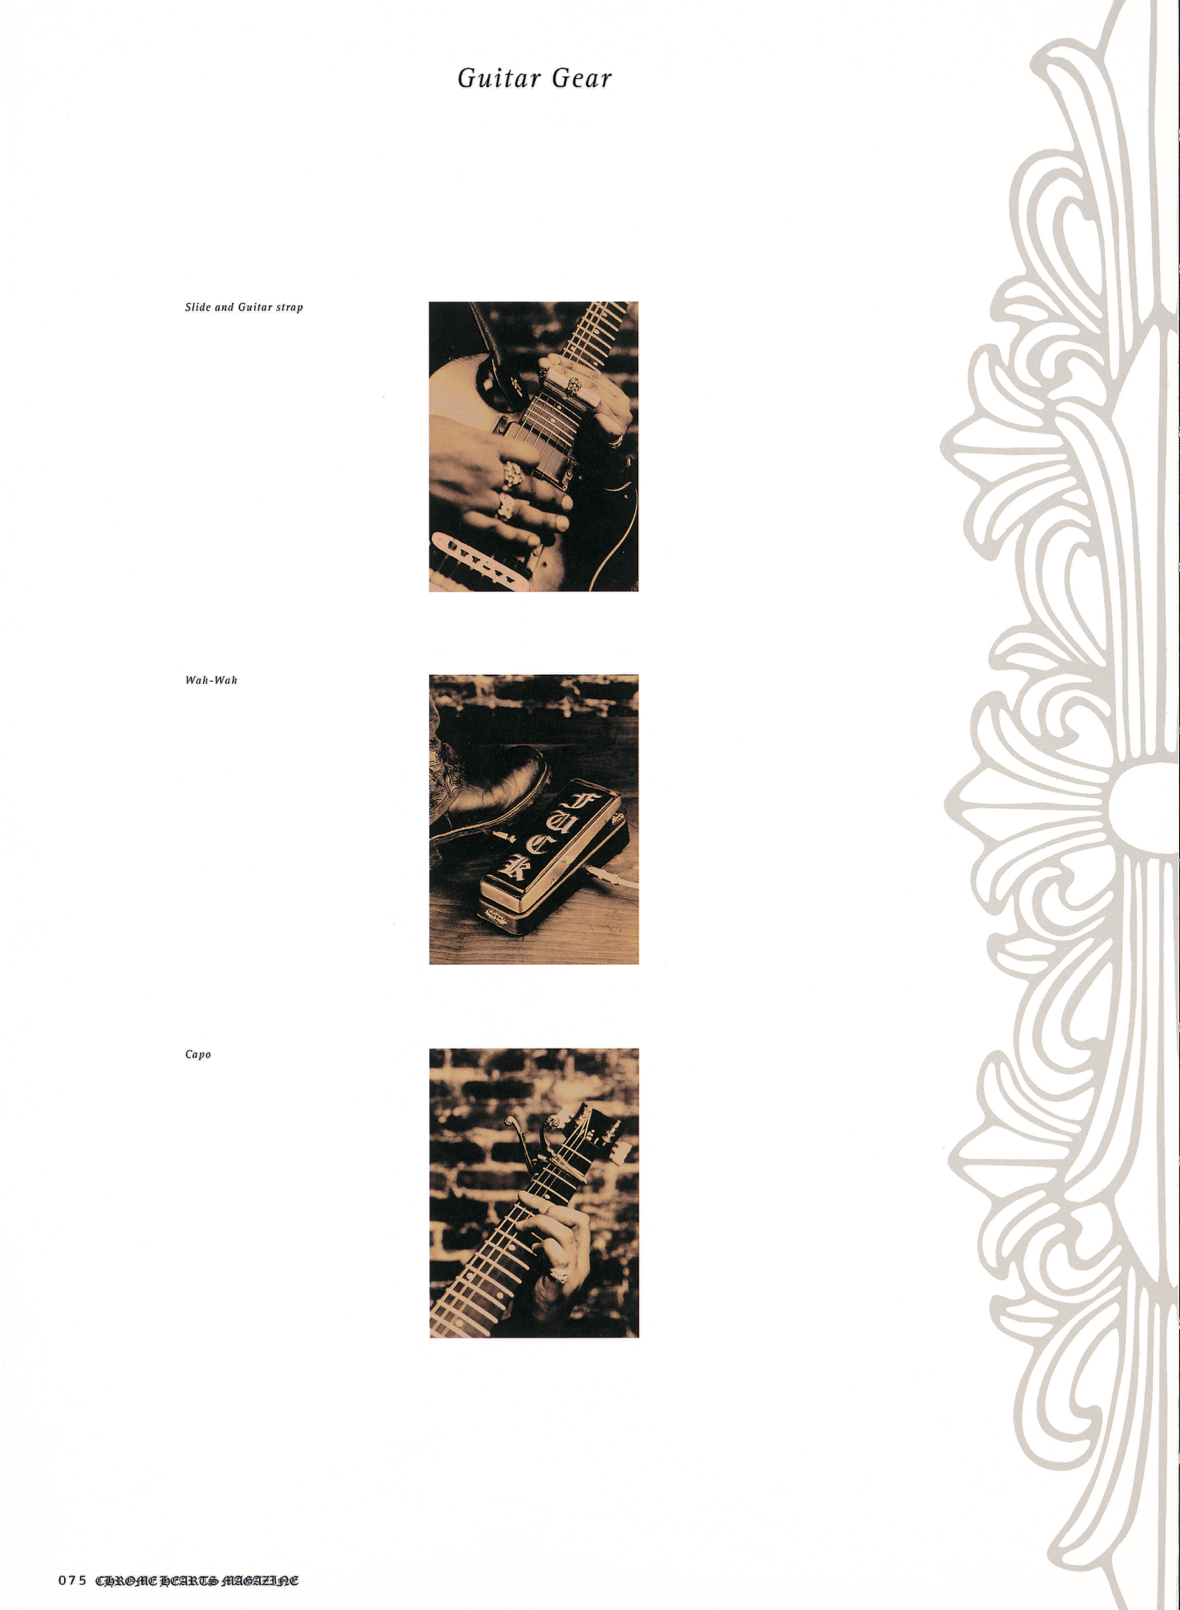 Guitar Gear
Slide and Guitar strap
Wah-Wah
FUCK
Capo
075 CHROME HEARTS MAGAZINE